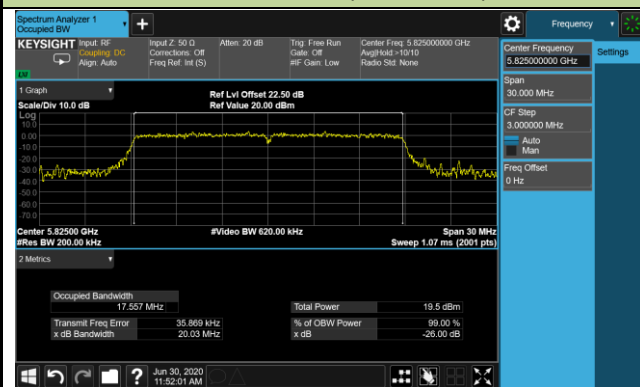 Spectrum Analyzer 1
Occupied BW
Frequency
KEYSIGHT
Input: RF
Coupling: DC
Align: Auto
Input Z: 50 Ω
Corrections: Off
Freq Ref: Int (S)
Atten: 20 dB
Trig: Free Run
Gate: Off
#IF Gain: Low
Center Freq: 5.825000000 GHz
Avg|Hold:>10/10
Radio Std: None
Center Frequency
5.825000000 GHz
Settings
Span
30.000 MHz
CF Step
3.000000 MHz
Auto
Man
Freq Offset
0 Hz
1 Graph
Scale/Div 10.0 dB
Ref Lvl Offset 22.50 dB
Ref Value 20.00 dBm
Log
10.0
0.00
-10.0
-20.0
-30.0
-40.0
-50.0
-60.0
-70.0
Center 5.82500 GHz
#Video BW 620.00 kHz
Span 30 MHz
#Res BW 200.00 kHz
Sweep 1.07 ms (2001 pts)
2 Metrics
Occupied Bandwidth
17.557 MHz
Total Power 19.5 dBm
Transmit Freq Error 35.869 kHz
% of OBW Power 99.00 %
x dB Bandwidth 20.03 MHz
x dB -26.00 dB
?
Jun 30, 2020
11:52:01 AM